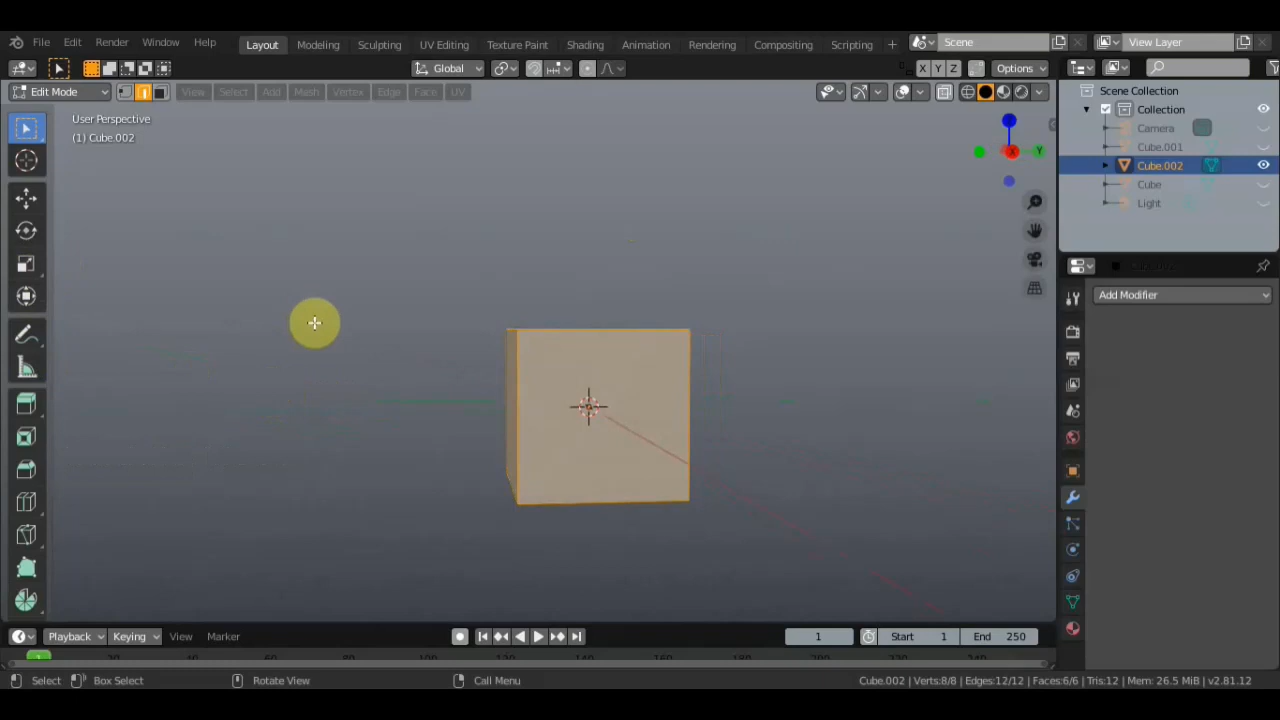 File Edit Render Window Help Layout Modeling Sculpting UV Editing Texture Paint Shading Animation Rendering Compositing Scripting + Scene View Layer
Global X Y Z Options
Edit Mode View Select Add Mesh Vertex Edge Face UV
Scene Collection
Collection
Camera
Cube.001
Cube.002
Cube
Light
User Perspective
(1) Cube.002
Z
X
Y
Add Modifier
Playback Keying View Marker 1 Start 1 End 250
1
Select Box Select Rotate View Call Menu Cube.002 | Verts:8/8 | Edges:12/12 | Faces:6/6 | Tris:12 | Mem: 26.5 MiB | v2.81.12